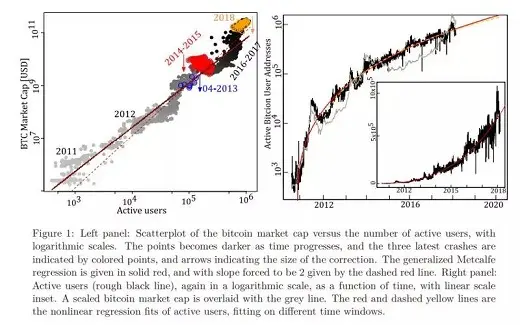 10^11
10^9
10^7
BTC Market Cap [USD]
2011
2012
2014-2015
04-2013
2016-2017
2018
10^3
10^4
10^5
10^6
Active users
10^6
10^5
10^4
Active Bitcion User Addresses
2012
2016
2020
10x10^5
5x10^5
0
2012
2015
2018
Figure 1: Left panel: Scatterplot of the bitcoin market cap versus the number of active users, with
logarithmic scales. The points becomes darker as time progresses, and the three latest crashes are
indicated by colored points, and arrows indicating the size of the correction. The generalized Metcalfe
regression is given in solid red, and with slope forced to be 2 given by the dashed red line. Right panel:
Active users (rough black line), again in a logarithmic scale, as a function of time, with linear scale
inset. A scaled bitcoin market cap is overlaid with the grey line. The red and dashed yellow lines are
the nonlinear regression fits of active users, fitting on different time windows.